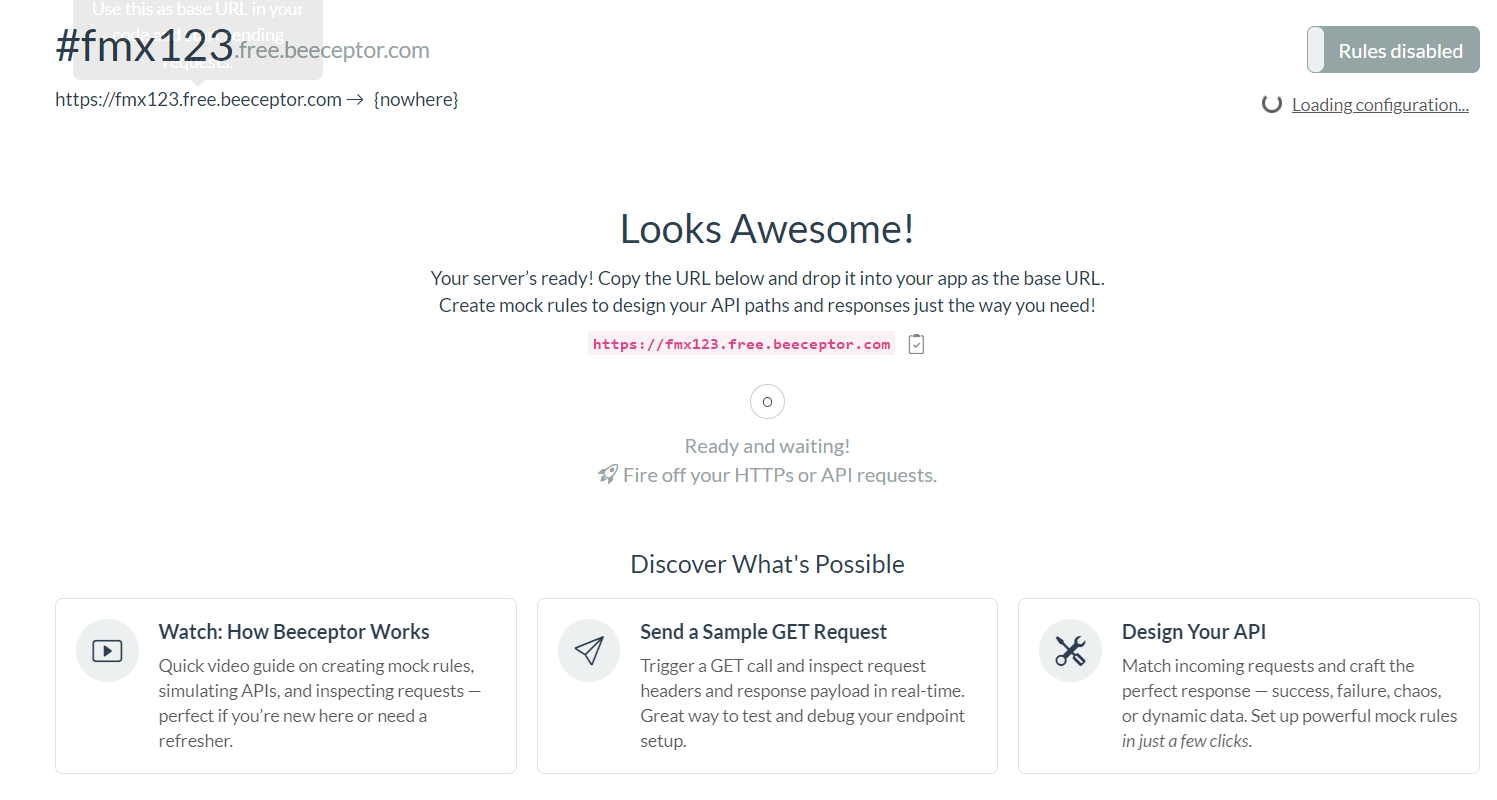 Use this as base URL in your
code and start sending
requests.
#fmx123.free.beeceptor.com
Rules disabled
https://fmx123.free.beeceptor.com → {nowhere}
Loading configuration...
Looks Awesome!
Your server’s ready! Copy the URL below and drop it into your app as the base URL.
Create mock rules to design your API paths and responses just the way you need!
https://fmx123.free.beeceptor.com
0
Ready and waiting!
Fire off your HTTPs or API requests.
Discover What's Possible
Watch: How Beeceptor Works
Quick video guide on creating mock rules,
simulating APIs, and inspecting requests —
perfect if you’re new here or need a
refresher.
Send a Sample GET Request
Trigger a GET call and inspect request
headers and response payload in real-time.
Great way to test and debug your endpoint
setup.
Design Your API
Match incoming requests and craft the
perfect response — success, failure, chaos,
or dynamic data. Set up powerful mock rules
in just a few clicks.